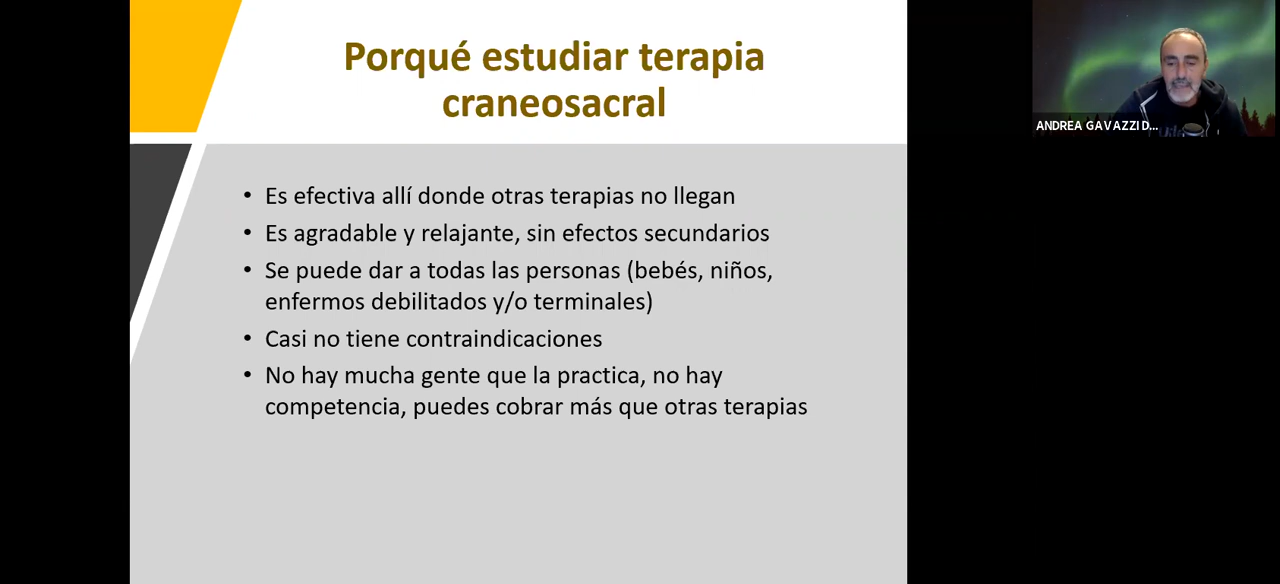 Porqué estudiar terapia
craneosacral
• Es efectiva allí donde otras terapias no llegan
• Es agradable y relajante, sin efectos secundarios
• Se puede dar a todas las personas (bebés, niños,
enfermos debilitados y/o terminales)
• Casi no tiene contraindicaciones
• No hay mucha gente que la practica, no hay
competencia, puedes cobrar más que otras terapias
ANDREA GAVAZZI D...